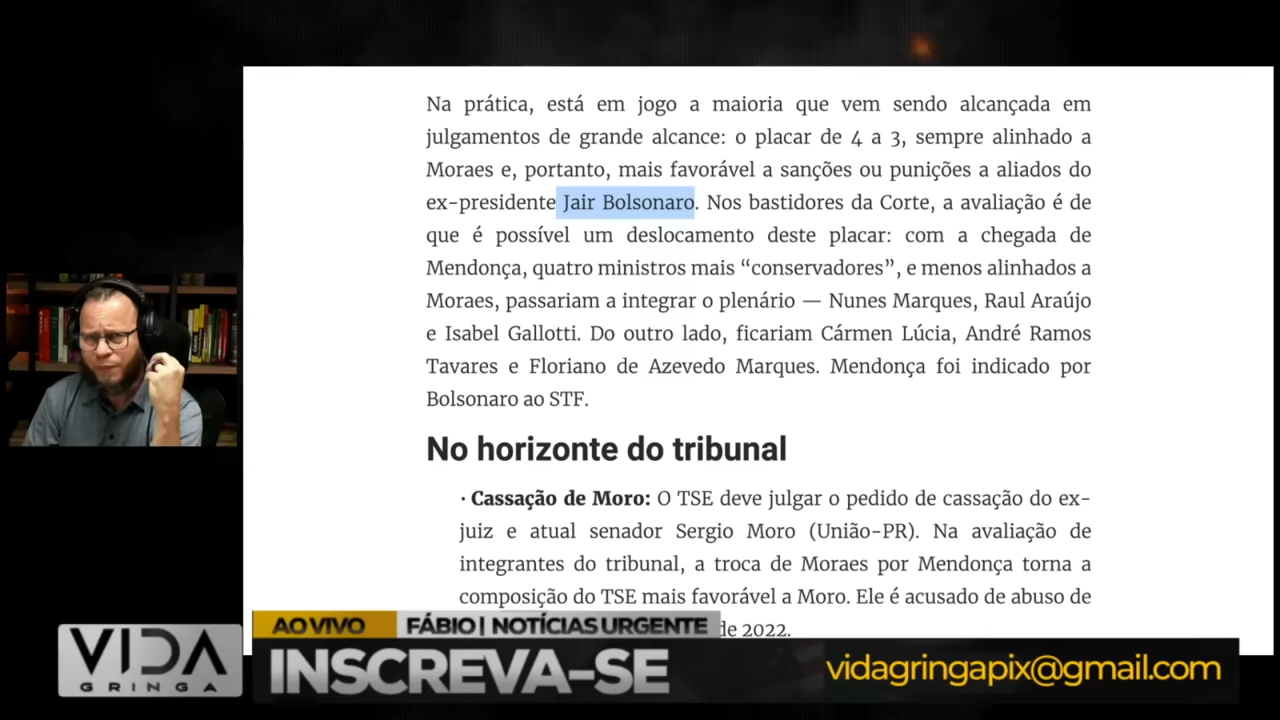 Na prática, está em jogo a maioria que vem sendo alcançada em
julgamentos de grande alcance: o placar de 4 a 3, sempre alinhado a
Moraes e, portanto, mais favorável a sanções ou punições a aliados do
ex-presidente Jair Bolsonaro. Nos bastidores da Corte, a avaliação é de
que é possível um deslocamento deste placar: com a chegada de
Mendonça, quatro ministros mais “conservadores”, e menos alinhados a
Moraes, passariam a integrar o plenário — Nunes Marques, Raul Araújo
e Isabel Gallotti. Do outro lado, ficariam Cármen Lúcia, André Ramos
Tavares e Floriano de Azevedo Marques. Mendonça foi indicado por
Bolsonaro ao STF.
No horizonte do tribunal
· Cassação de Moro: O TSE deve julgar o pedido de cassação do ex-
juiz e atual senador Sergio Moro (União-PR). Na avaliação de
integrantes do tribunal, a troca de Moraes por Mendonça torna a
composição do TSE mais favorável a Moro. Ele é acusado de abuso de
de 2022.
AO VIVO FÁBIO | NOTÍCIAS URGENTE
VIDA
GRINGA
INSCREVA-SE
vidagringapix@gmail.com